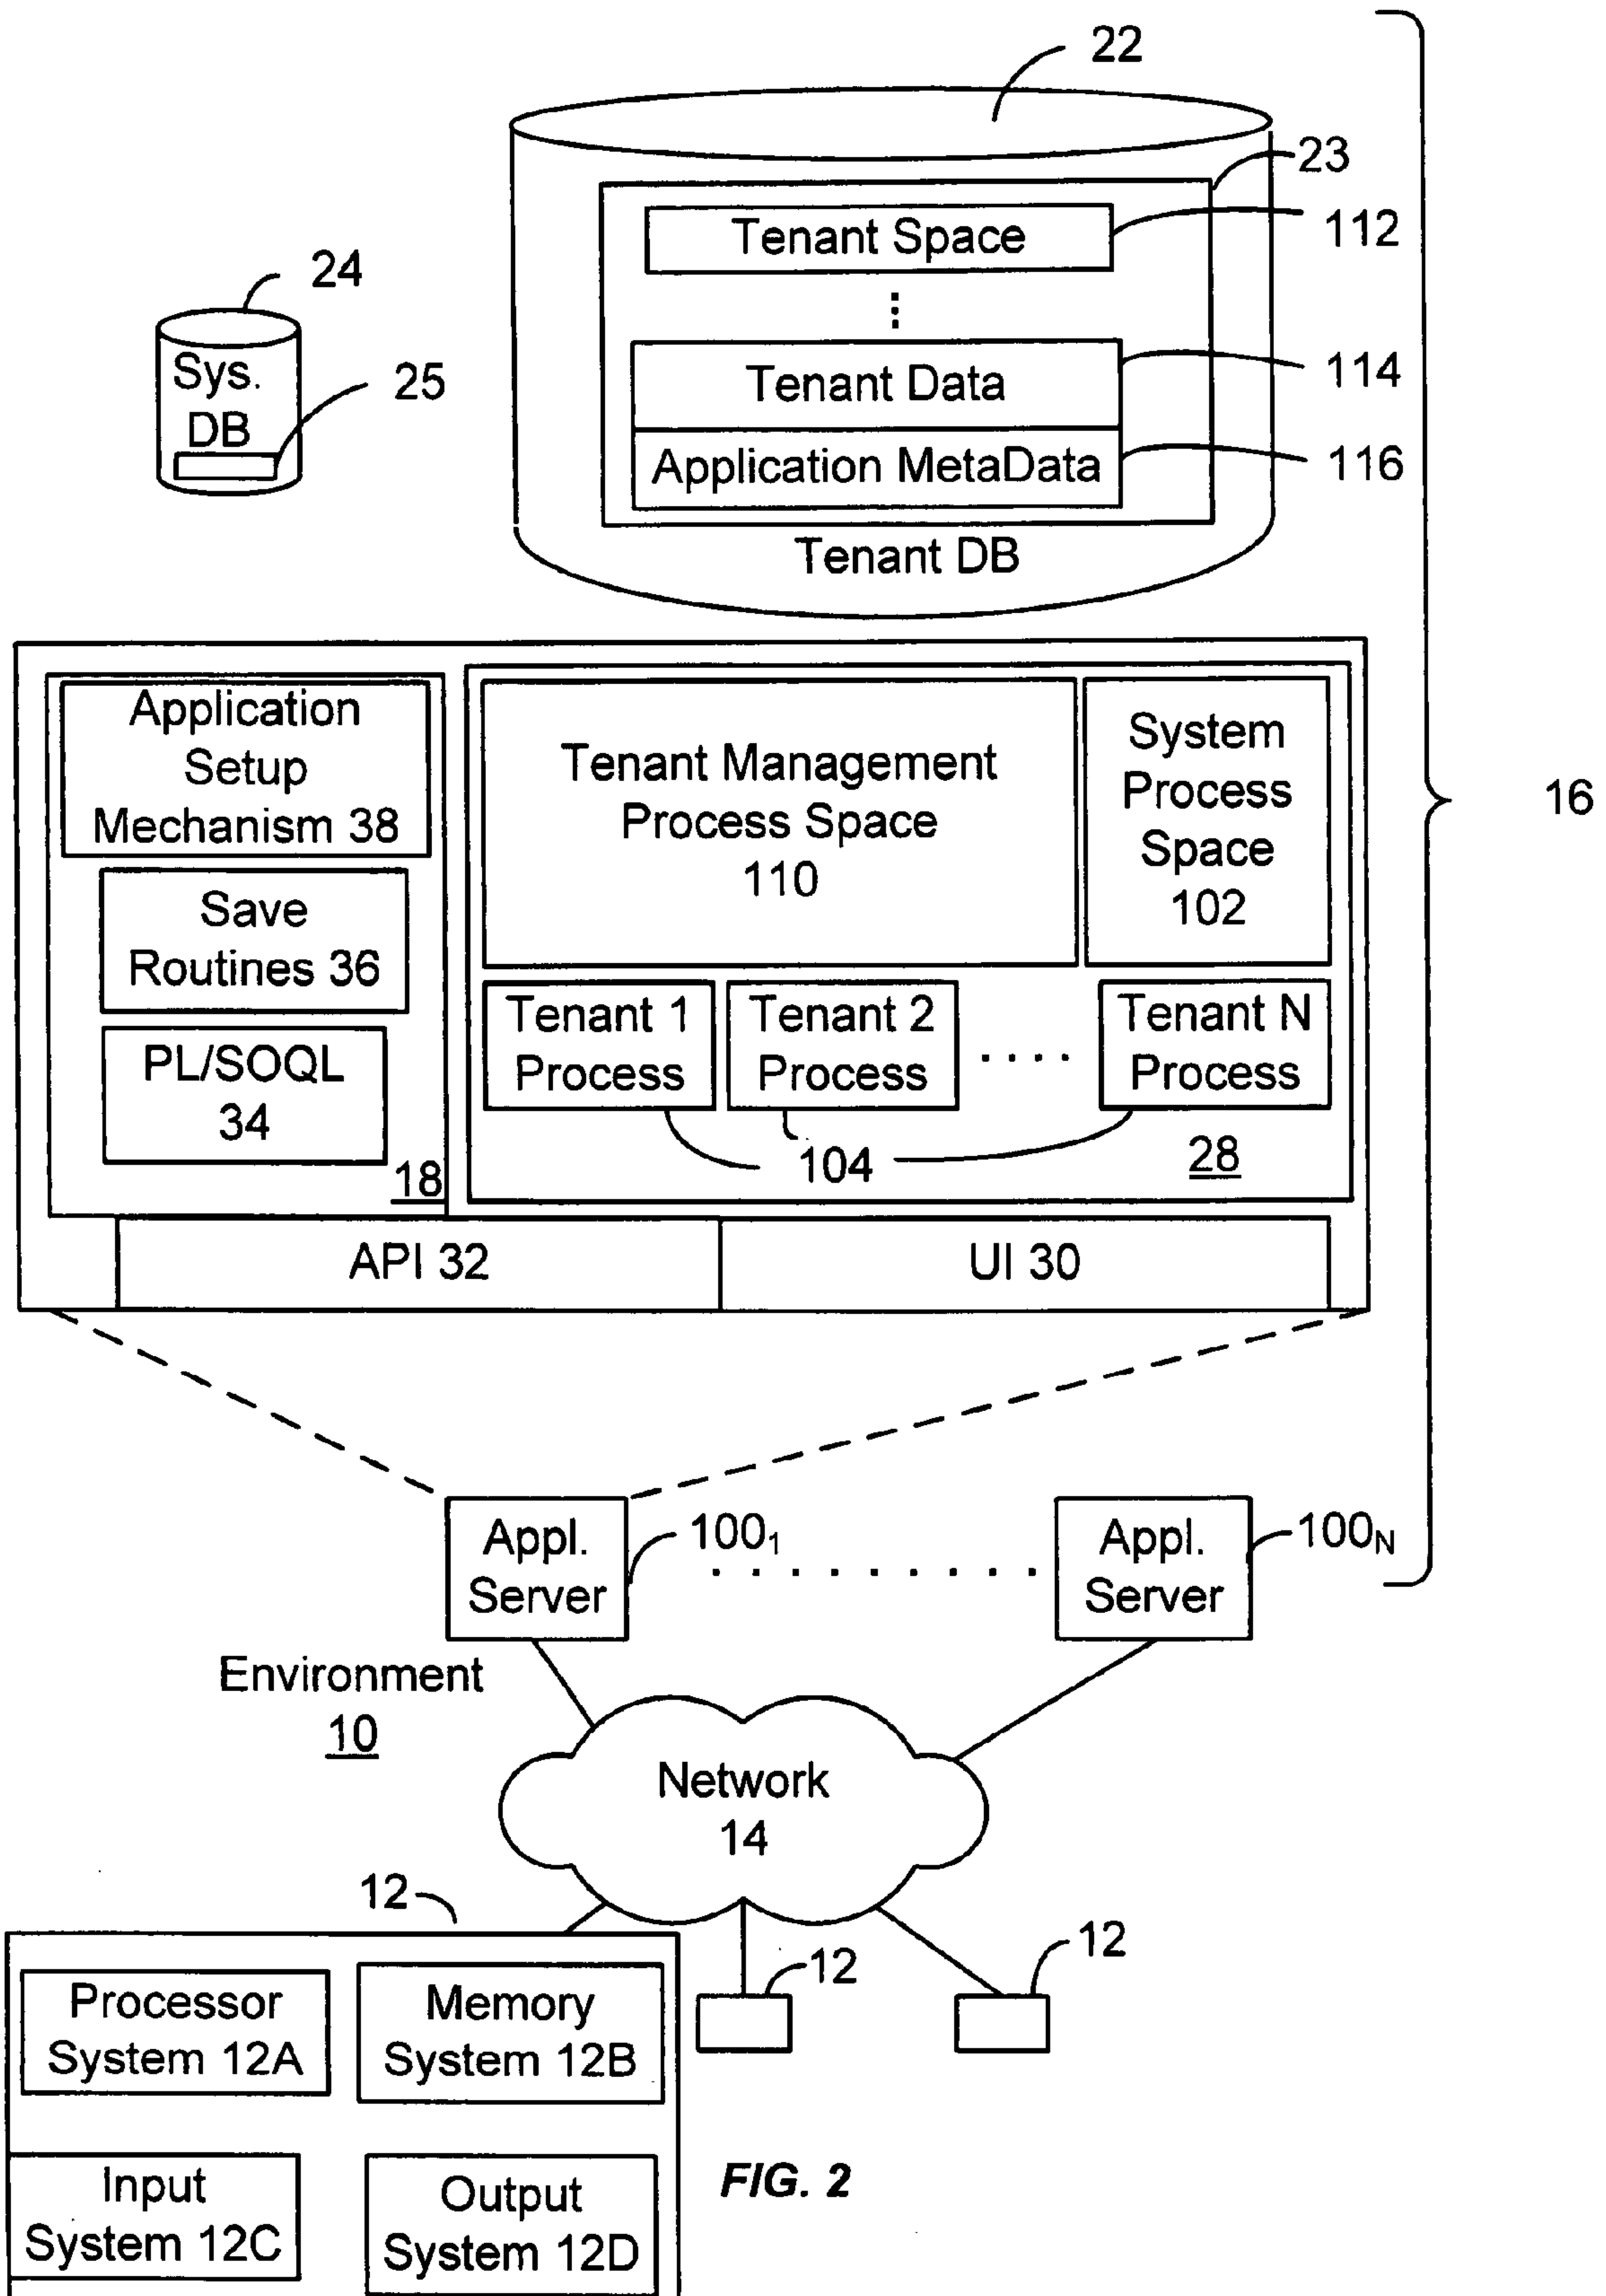 22
23
Tenant Space
112
24
Sys.
DB
25
Tenant Data
114
Application MetaData
116
Tenant DB
Application
Setup
Mechanism 38
Save
Routines 36
PL/SOQL
34
18
Tenant Management
Process Space
110
System
Process
Space
102
16
Tenant 1
Process
Tenant 2
Process
....
Tenant N
Process
104
28
API 32
UI 30
Appl.
Server
100₁
Appl.
Server
100N
Environment
10
Network
14
12
12
12
Processor
System 12A
Memory
System 12B
Input
System 12C
Output
System 12D
FIG. 2